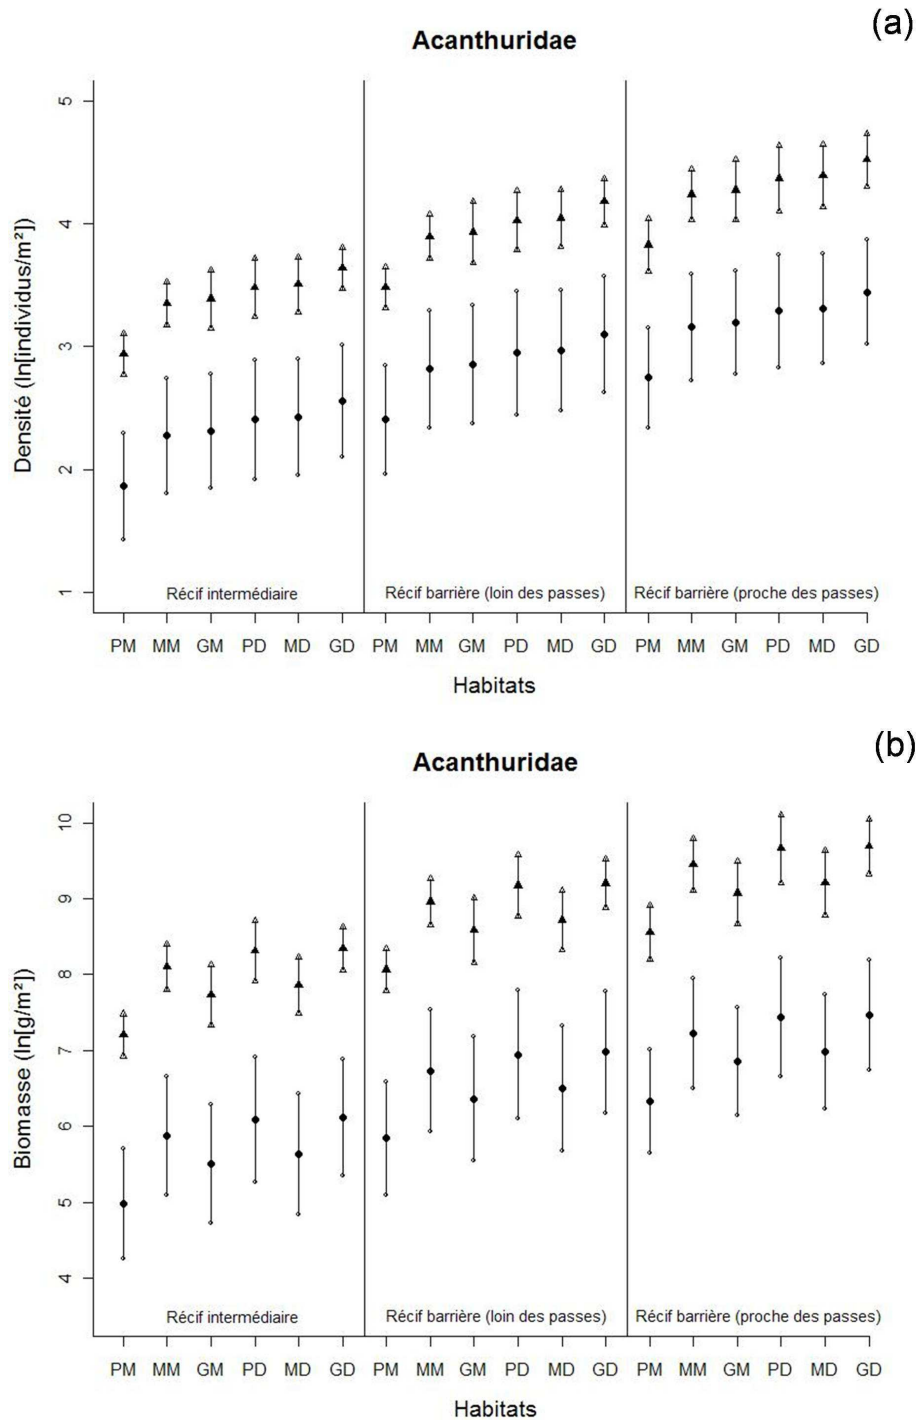 (a)
Acanthuridae
Densité (ln[individus/m²])
5
4
3
2
1
Récif intermédiaire
Récif barrière (loin des passes)
Récif barrière (proche des passes)
PM MM GM PD MD GD PM MM GM PD MD GD PM MM GM PD MD GD
Habitats
(b)
Acanthuridae
Biomasse (ln[g/m²])
10
9
8
7
6
5
4
Récif intermédiaire
Récif barrière (loin des passes)
Récif barrière (proche des passes)
PM MM GM PD MD GD PM MM GM PD MD GD PM MM GM PD MD GD
Habitats